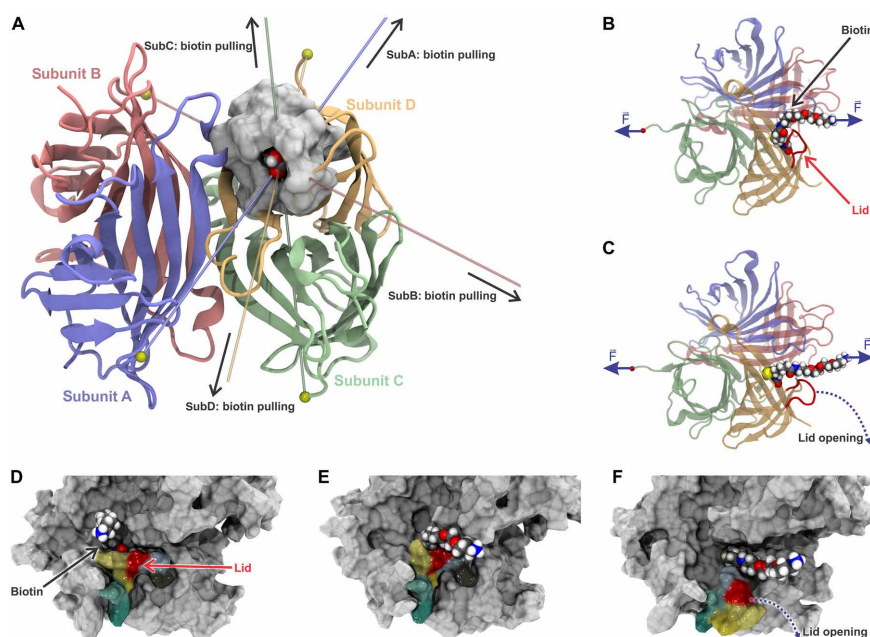 A
SubC: biotin pulling
SubA: biotin pulling
Subunit B
Subunit D
SubB: biotin pulling
Subunit A
SubD: biotin pulling
Subunit C
B
Biotin
F
F
Lid
C
F
F
Lid opening
D
Biotin
Lid
E
F
Lid opening